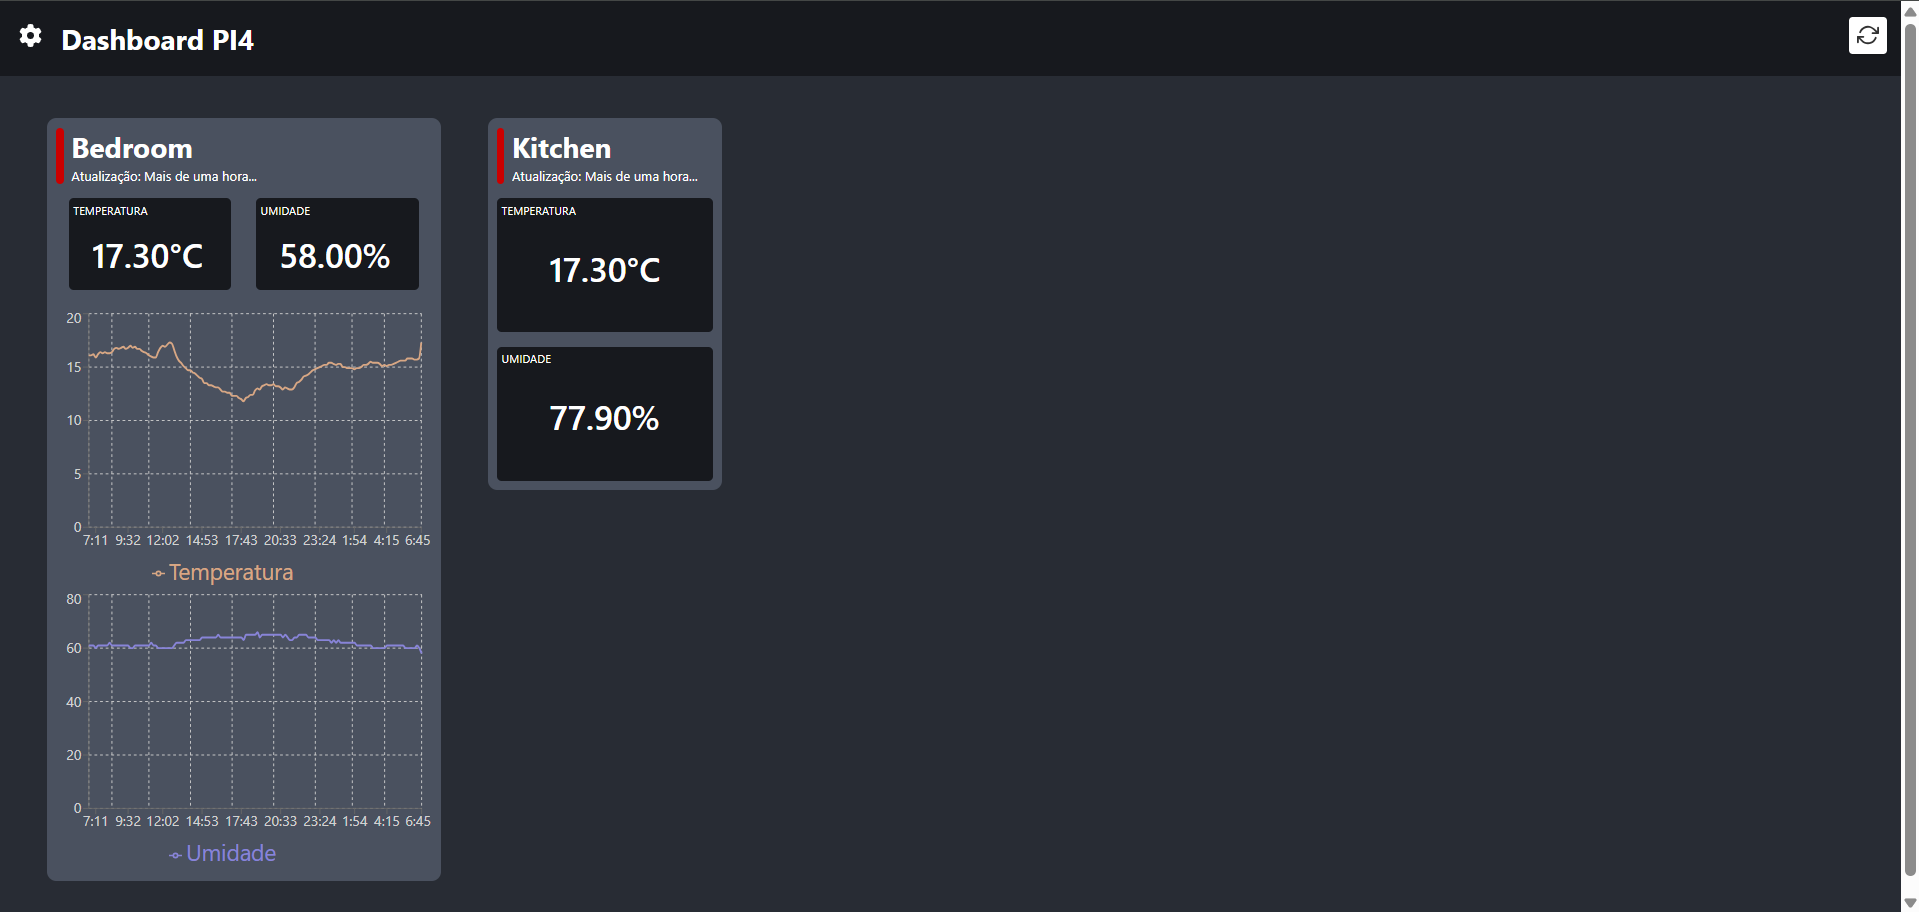 Dashboard PI4
Bedroom
Atualização: Mais de uma hora...
TEMPERATURA
17.30°C
UMIDADE
58.00%
20
15
10
5
0
7:11 9:32 12:02 14:53 17:43 20:33 23:24 1:54 4:15 6:45
Temperatura
80
60
40
20
0
7:11 9:32 12:02 14:53 17:43 20:33 23:24 1:54 4:15 6:45
Umidade
Kitchen
Atualização: Mais de uma hora...
TEMPERATURA
17.30°C
UMIDADE
77.90%